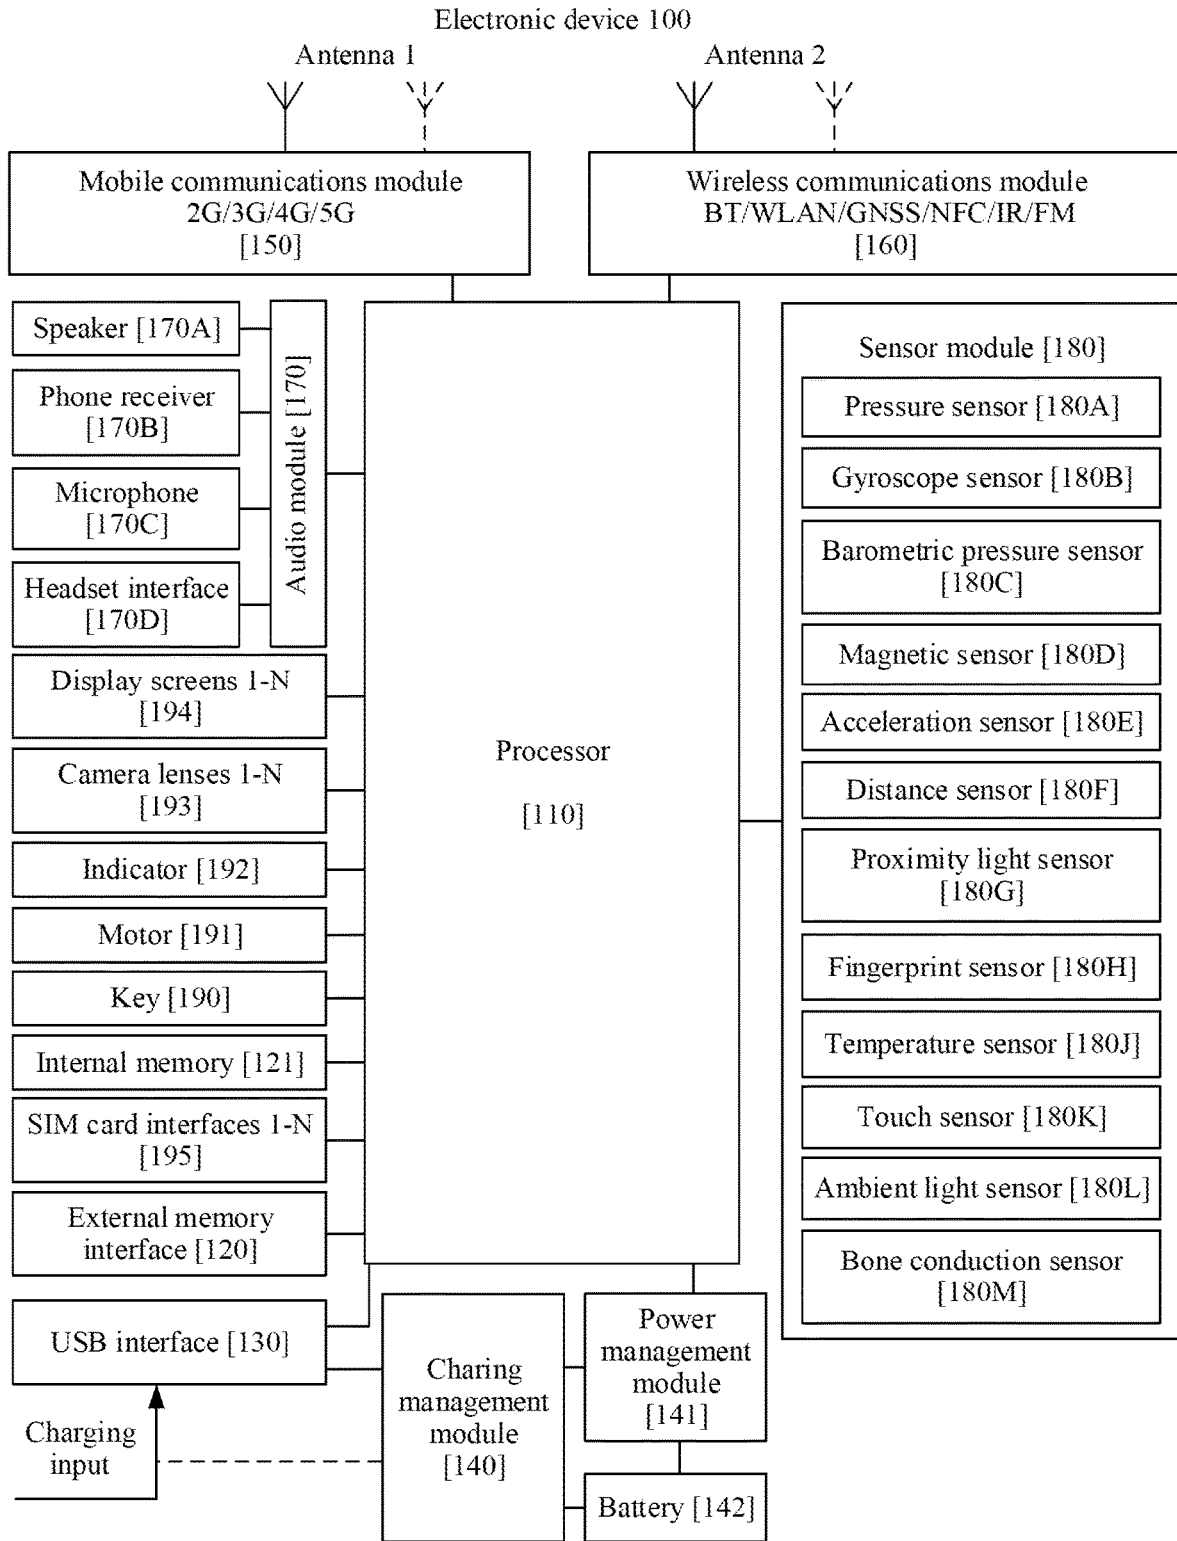 Electronic device 100
Antenna 1
Antenna 2
Mobile communications module
2G/3G/4G/5G
[150]
Wireless communications module
BT/WLAN/GNSS/NFC/IR/FM
[160]
Speaker [170A]
Phone receiver
[170B]
Microphone
[170C]
Headset interface
[170D]
Audio module [170]
Display screens 1-N
[194]
Camera lenses 1-N
[193]
Indicator [192]
Motor [191]
Key [190]
Internal memory [121]
SIM card interfaces 1-N
[195]
External memory
interface [120]
USB interface [130]
Charging
input
Processor
[110]
Charing
management
module
[140]
Power
management
module
[141]
Battery [142]
Sensor module [180]
Pressure sensor [180A]
Gyroscope sensor [180B]
Barometric pressure sensor
[180C]
Magnetic sensor [180D]
Acceleration sensor [180E]
Distance sensor [180F]
Proximity light sensor
[180G]
Fingerprint sensor [180H]
Temperature sensor [180J]
Touch sensor [180K]
Ambient light sensor [180L]
Bone conduction sensor
[180M]